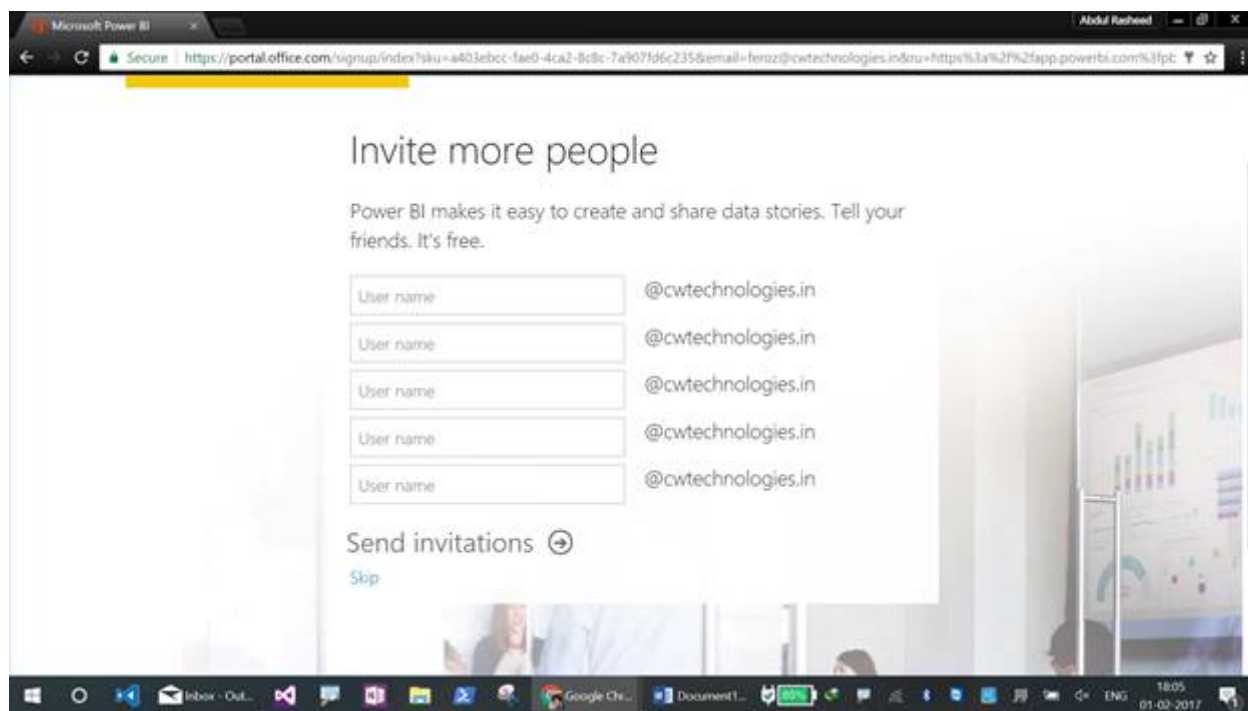 Microsoft Power BI
Abdul Rasheed
Secure https://portal.office.com/signup/index?sku=a403ebcc-fae0-4ca2-8c8c-7a907fd6c235&email=feroz@cwtechnologies.in&ru=https%3a%2f%2fapp.powerbi.com%3fpb
Invite more people
Power BI makes it easy to create and share data stories. Tell your
friends. It's free.
User name @cwtechnologies.in
User name @cwtechnologies.in
User name @cwtechnologies.in
User name @cwtechnologies.in
User name @cwtechnologies.in
Send invitations
Skip
Inbox - Out...
Google Chr...
Document1...
ENG
18:05
01-02-2017